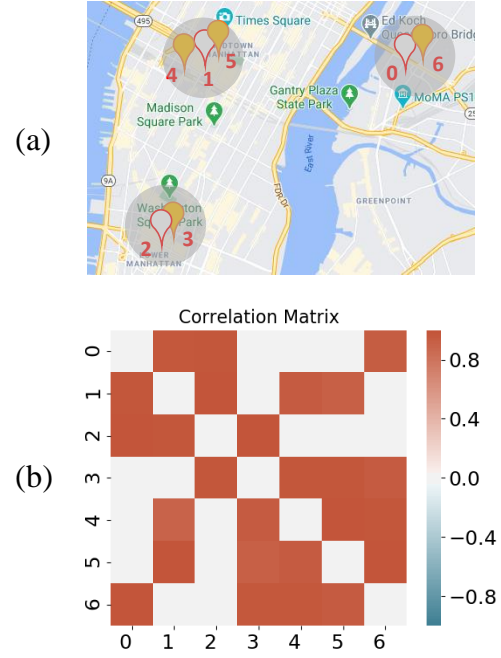 (a)
495
Times Square
MIDTOWN
MANHATTAN
4
1
5
Ed Koch
Queensboro Bridge
0
6
MoMA PS1
25
Madison
Square Park
Gantry Plaza
State Park
East River
9A
FDR Dr
GREENPOINT
Washington
Square Park
2
3
LOWER
MANHATTAN
(b)
Correlation Matrix
0
1
2
3
4
5
6
0 1 2 3 4 5 6
0.8
0.4
0.0
−0.4
−0.8